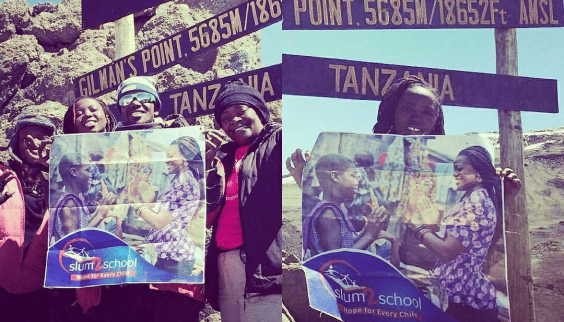 GILMAN'S POINT. 5685M/186
TANZA
slum2school
Hope for Every Child
POINT. 5685M/18652Ft AMSL
TANZANIA
slum2school
Hope for Every Child